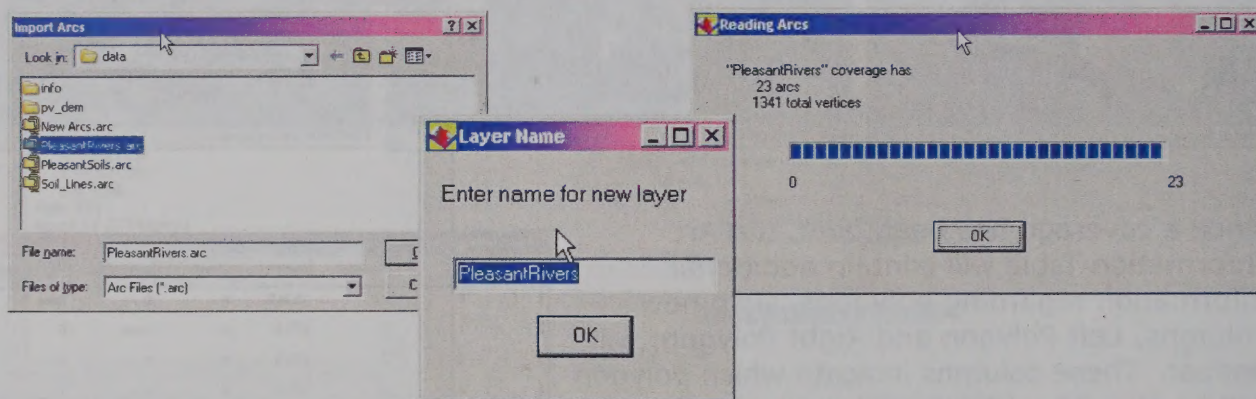 Import Arcs
Look in: data
info
pv_dem
New Arcs.arc
PleasantRivers.arc
PleasantSoils.arc
Soil_Lines.arc
File name: PleasantRivers.arc
Files of type: Arc Files (*.arc)
Layer Name
Enter name for new layer
PleasantRivers
OK
Reading Arcs
"PleasantRivers" coverage has
23 arcs
1341 total vertices
0 23
OK